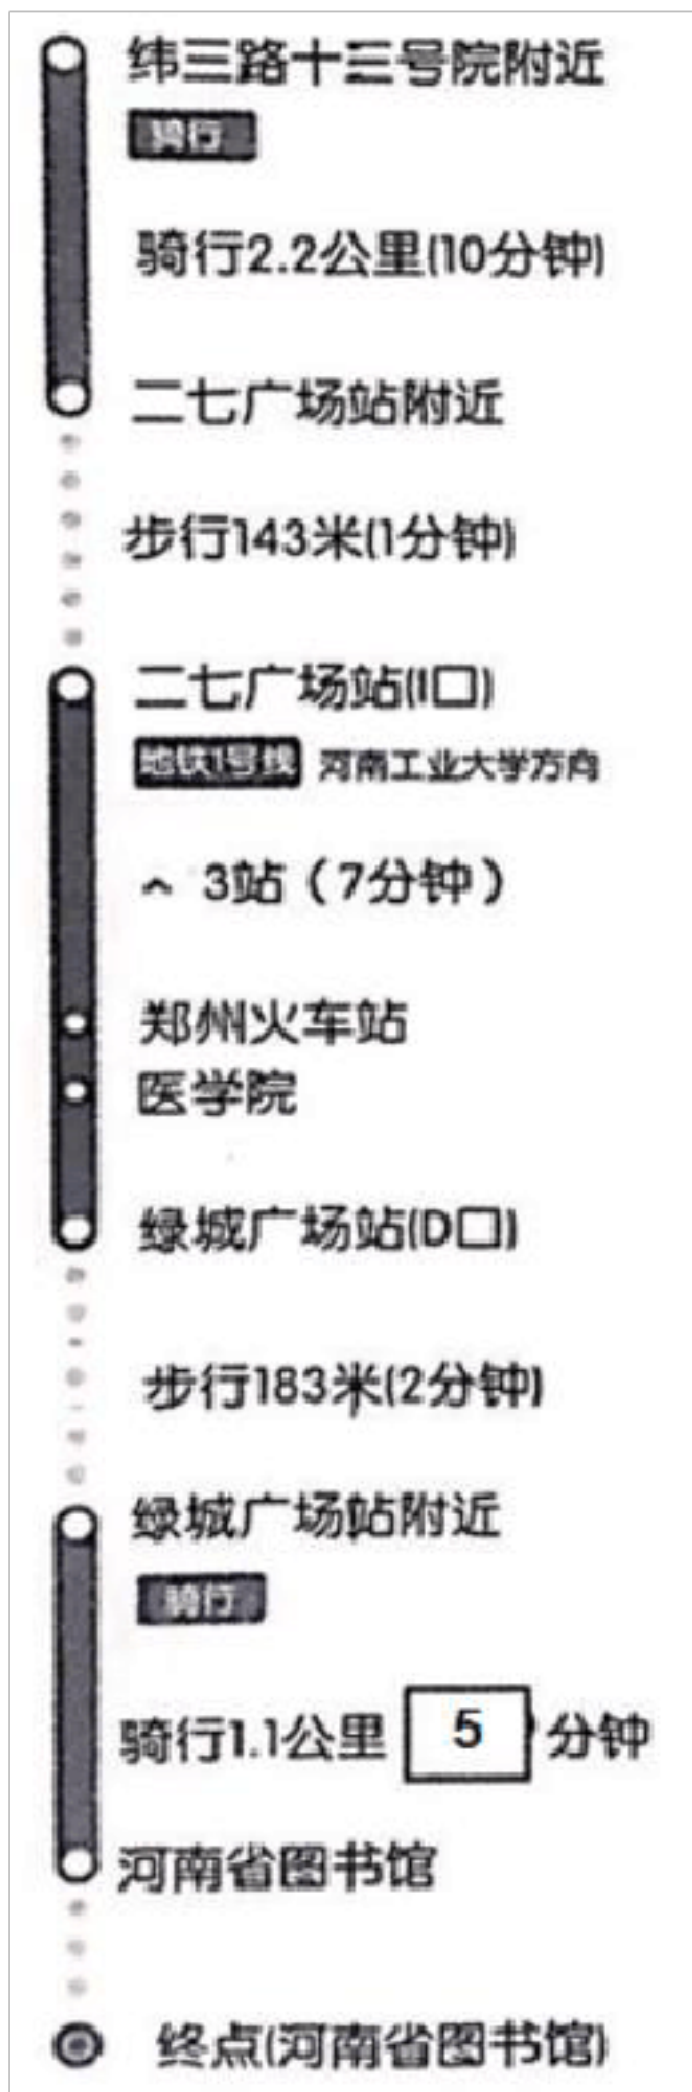 纬三路十三号院附近
骑行
骑行2.2公里(10分钟)
二七广场站附近
步行143米(1分钟)
二七广场站(I口)
地铁1号线 河南工业大学方向
^ 3站（7分钟）
郑州火车站
医学院
绿城广场站(D口)
步行183米(2分钟)
绿城广场站附近
骑行
骑行1.1公里 5 分钟
河南省图书馆
终点(河南省图书馆)